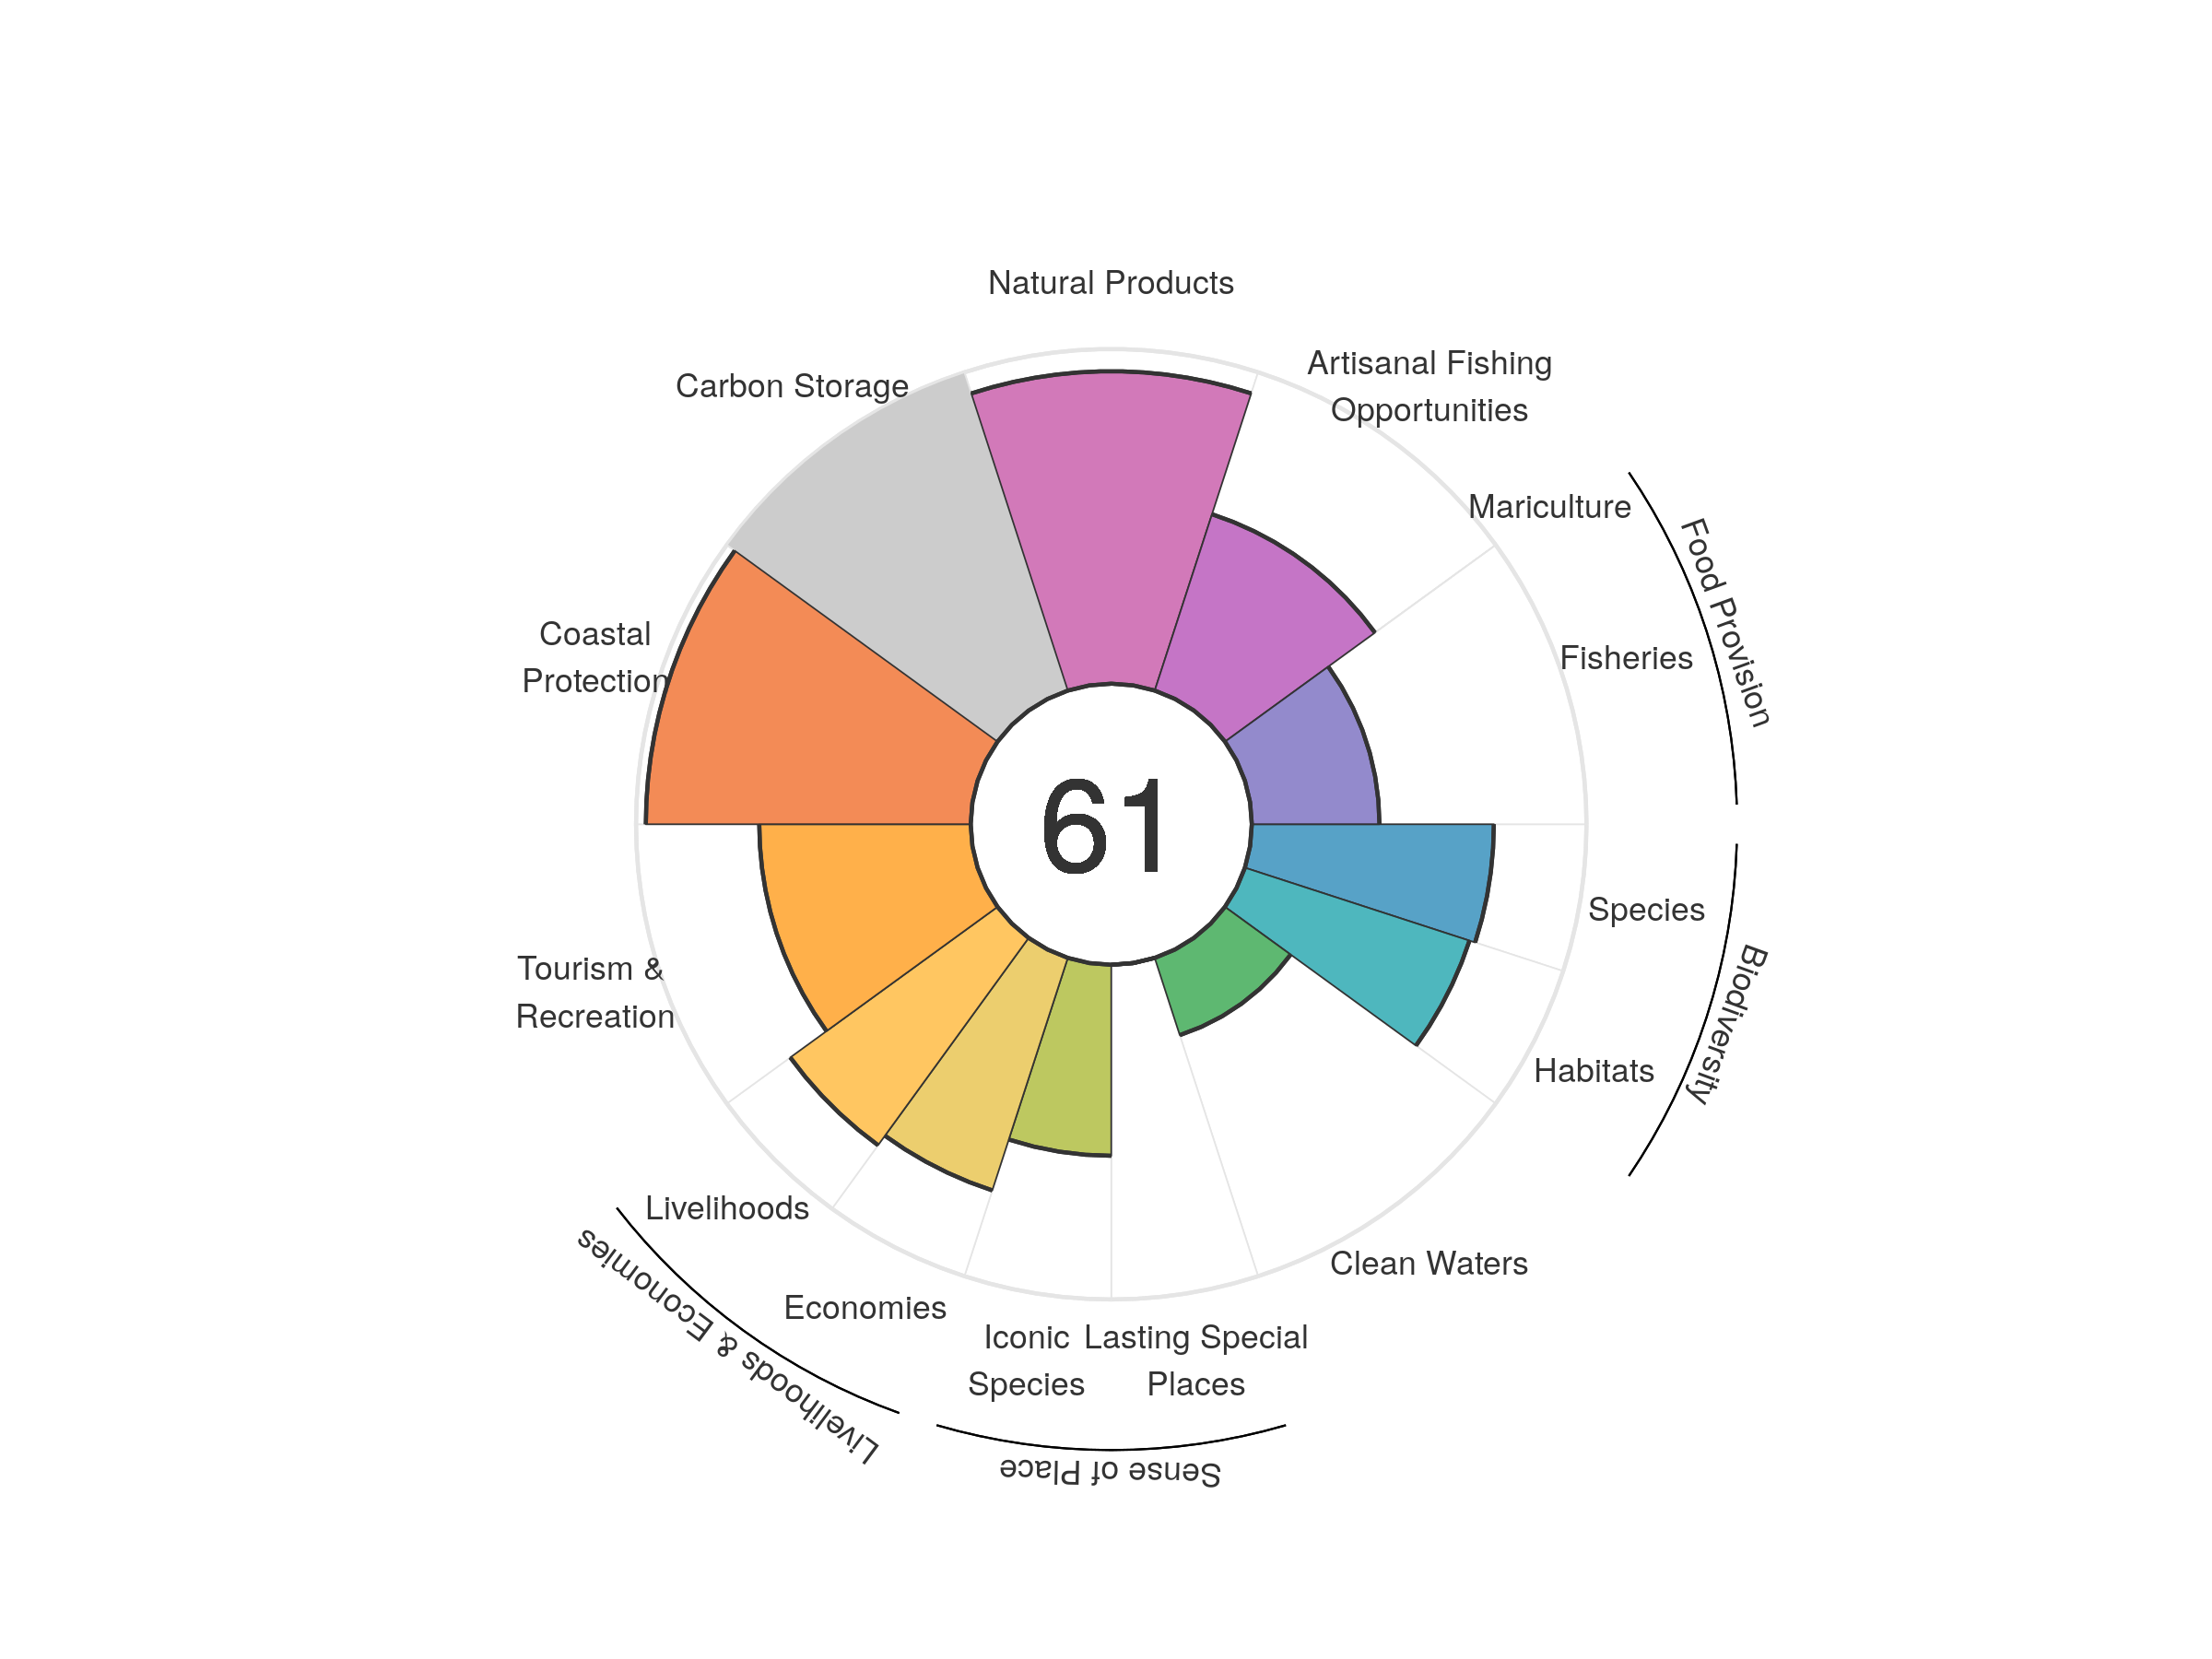 Natural Products
Artisanal Fishing
Opportunities
Carbon Storage
Mariculture
Food Provision
Fisheries
Coastal
Protection
61
Species
Biodiversity
Habitats
Tourism &
Recreation
Livelihoods
Livelihoods & Economies
Clean Waters
Economies
Iconic
Species
Lasting Special
Places
Sense of Place